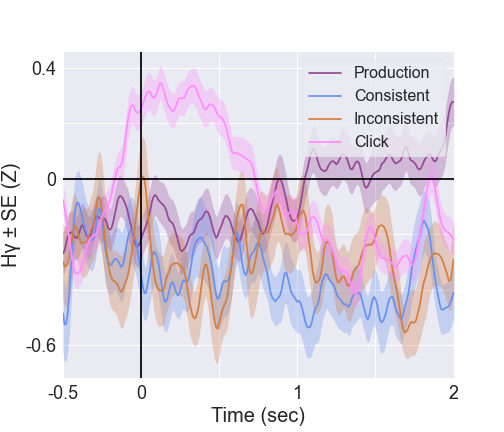 Hγ ± SE (Z)
0.4
0
-0.6
Production
Consistent
Inconsistent
Click
-0.5
0
1
2
Time (sec)